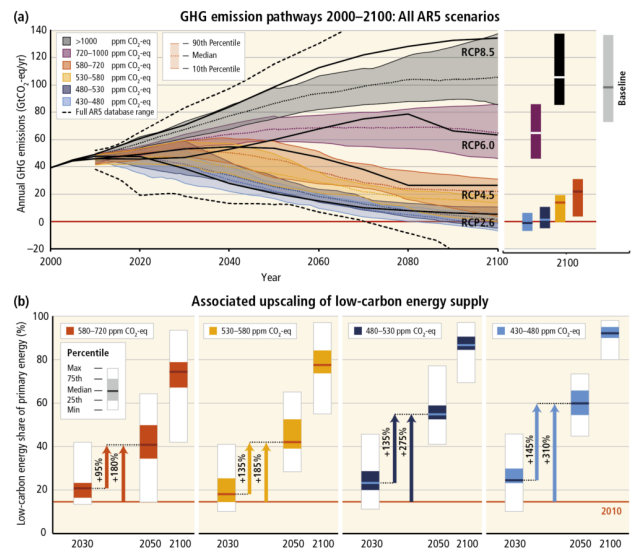 (a) GHG emission pathways 2000–2100: All AR5 scenarios
Annual GHG emissions (GtCO2-eq/yr)
140
120
100
80
60
40
20
0
−20
>1000 ppm CO2-eq
720–1000 ppm CO2-eq
580–720 ppm CO2-eq
530–580 ppm CO2-eq
480–530 ppm CO2-eq
430–480 ppm CO2-eq
Full AR5 database range
90th Percentile
Median
10th Percentile
RCP8.5
RCP6.0
RCP4.5
RCP2.6
Baseline
2000
2020
2040
2060
2080
2100
2100
Year
(b) Associated upscaling of low-carbon energy supply
Low-carbon energy share of primary energy (%)
100
80
60
40
20
0
580–720 ppm CO2-eq
530–580 ppm CO2-eq
480–530 ppm CO2-eq
430–480 ppm CO2-eq
Percentile
Max
75th
Median
25th
Min
+95%
+180%
+135%
+185%
+135%
+275%
+145%
+310%
2010
2030 2050 2100
2030 2050 2100
2030 2050 2100
2030 2050 2100